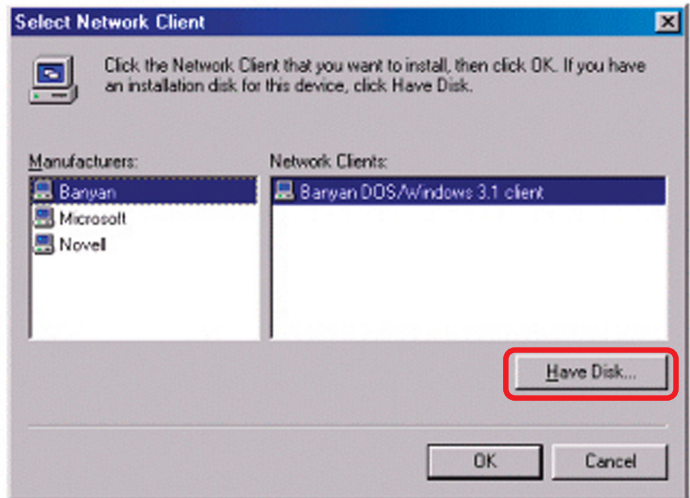 Select Network Client
Click the Network Client that you want to install, then click OK. If you have
an installation disk for this device, click Have Disk.
Manufacturers:
Banyan
Microsoft
Novell
Network Clients:
Banyan DOS/Windows 3.1 client
Have Disk...
OK
Cancel